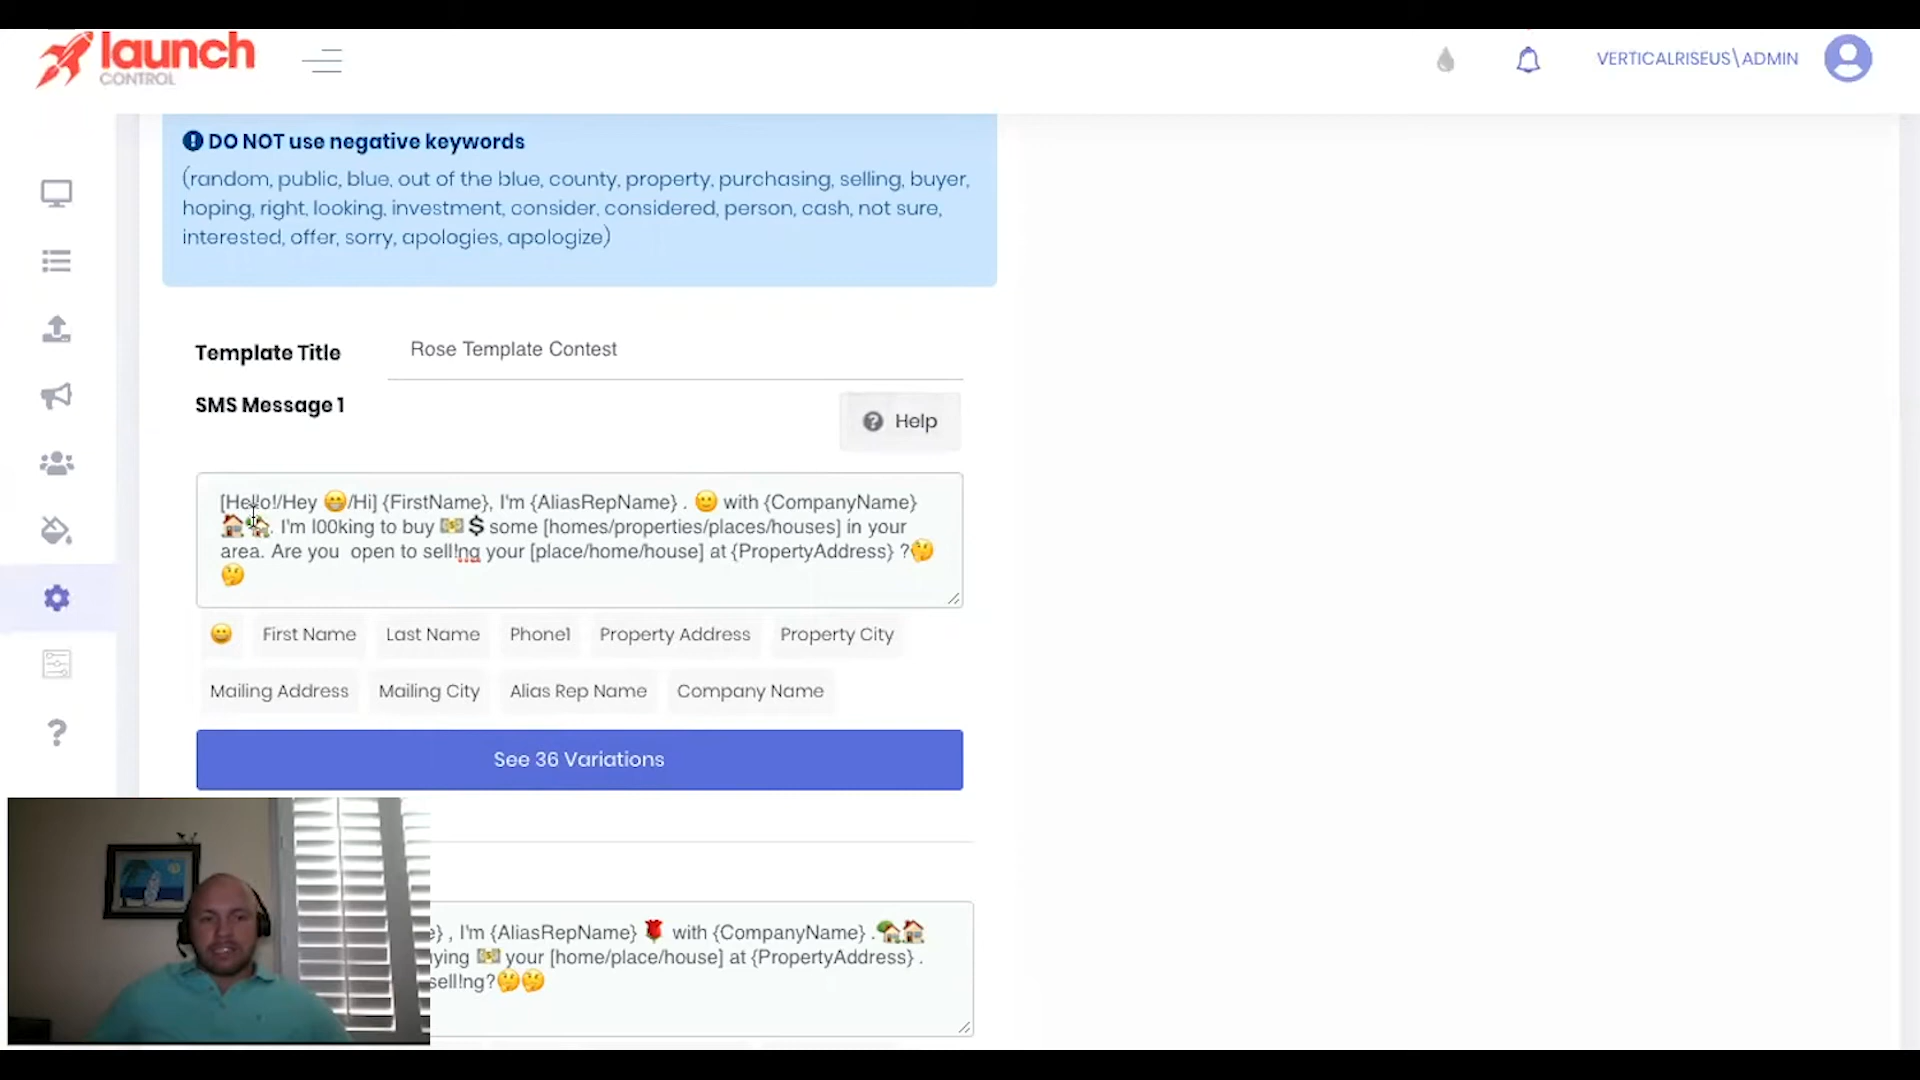 launch
CONTROL
VERTICALRISEUS\ADMIN
DO NOT use negative keywords
(random, public, blue, out of the blue, county, property, purchasing, selling, buyer,
hoping, right, looking, investment, consider, considered, person, cash, not sure,
interested, offer, sorry, apologies, apologize)
Template Title
Rose Template Contest
SMS Message 1
Help
[Hello!/Hey 😁/Hi] {FirstName}, I'm {AliasRepName} . 🙂 with {CompanyName}
🏠🏡. I'm l00king to buy 💵💲some [homes/properties/places/houses] in your
area. Are you  open to sell!ng your [place/home/house] at {PropertyAddress} ?🤔
🤔
😀 First Name Last Name Phone1 Property Address Property City
Mailing Address Mailing City Alias Rep Name Company Name
See 36 Variations
e} , I'm {AliasRepName} 🌹 with {CompanyName} .🏡🏠
ying 💵 your [home/place/house] at {PropertyAddress} .
sell!ng?🤔🤔